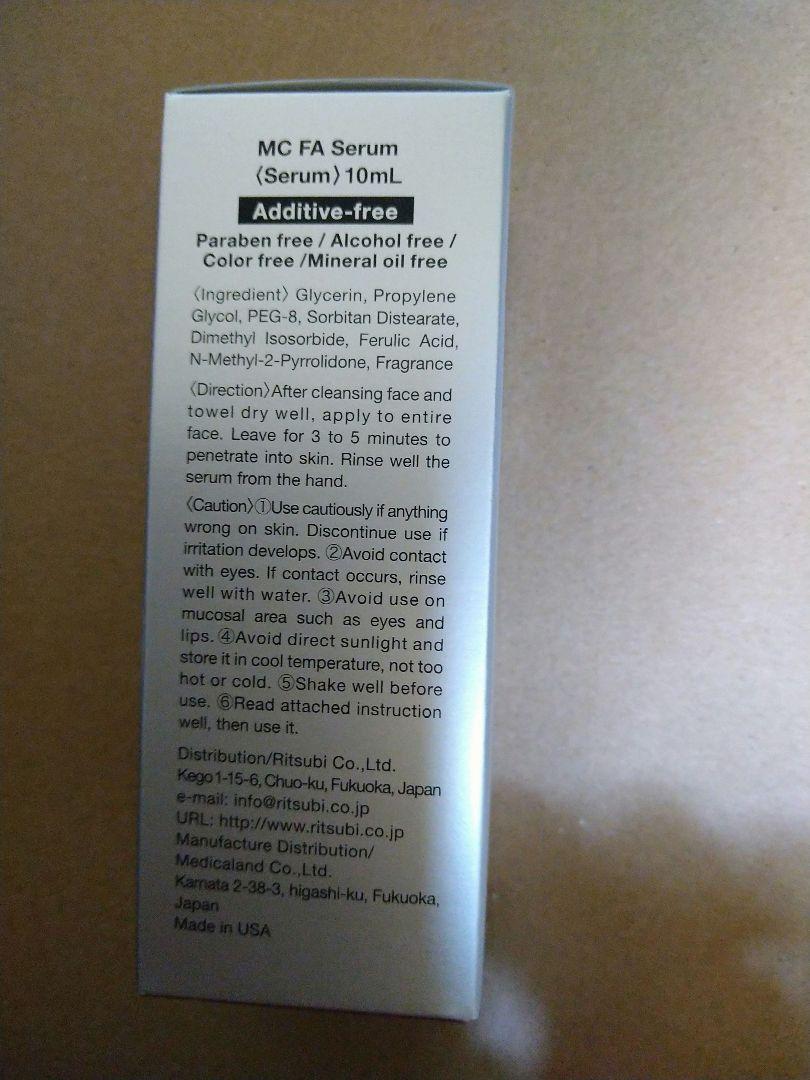 MC FA Serum
〈Serum〉10mL
Additive-free
Paraben free / Alcohol free /
Color free /Mineral oil free
〈Ingredient〉 Glycerin, Propylene
Glycol, PEG-8, Sorbitan Distearate,
Dimethyl Isosorbide, Ferulic Acid,
N-Methyl-2-Pyrrolidone, Fragrance
〈Direction〉After cleansing face and
towel dry well, apply to entire
face. Leave for 3 to 5 minutes to
penetrate into skin. Rinse well the
serum from the hand.
〈Caution〉①Use cautiously if anything
wrong on skin. Discontinue use if
irritation develops. ②Avoid contact
with eyes. If contact occurs, rinse
well with water. ③Avoid use on
mucosal area such as eyes and
lips. ④Avoid direct sunlight and
store it in cool temperature, not too
hot or cold. ⑤Shake well before
use. ⑥Read attached instruction
well, then use it.
Distribution/Ritsubi Co.,Ltd.
Kego 1-15-6, Chuo-ku, Fukuoka, Japan
e-mail: info@ritsubi.co.jp
URL: http://www.ritsubi.co.jp
Manufacture Distribution/
Medicaland Co.,Ltd.
Kamata 2-38-3, higashi-ku, Fukuoka,
Japan
Made in USA